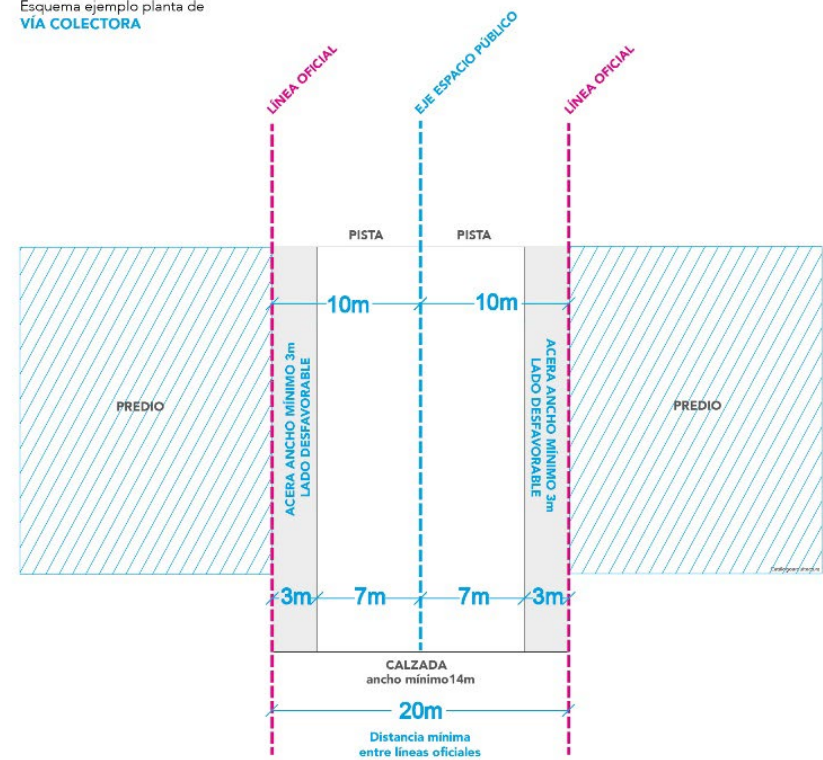 Esquema ejemplo planta de
VÍA COLECTORA
LÍNEA OFICIAL
EJE ESPACIO PÚBLICO
LÍNEA OFICIAL
PISTA
PISTA
10m
10m
ACERA ANCHO MÍNIMO 3m
LADO DESFAVORABLE
ACERA ANCHO MÍNIMO 3m
LADO DESFAVORABLE
PREDIO
PREDIO
3m
7m
7m
3m
CALZADA
ancho mínimo14m
20m
Distancia mínima
entre líneas oficiales